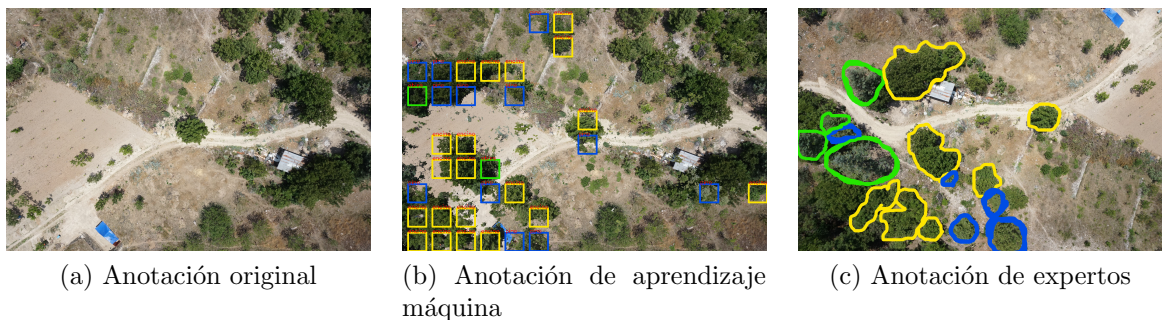 (a) Anotación original
(b) Anotación de aprendizaje
máquina
(c) Anotación de expertos